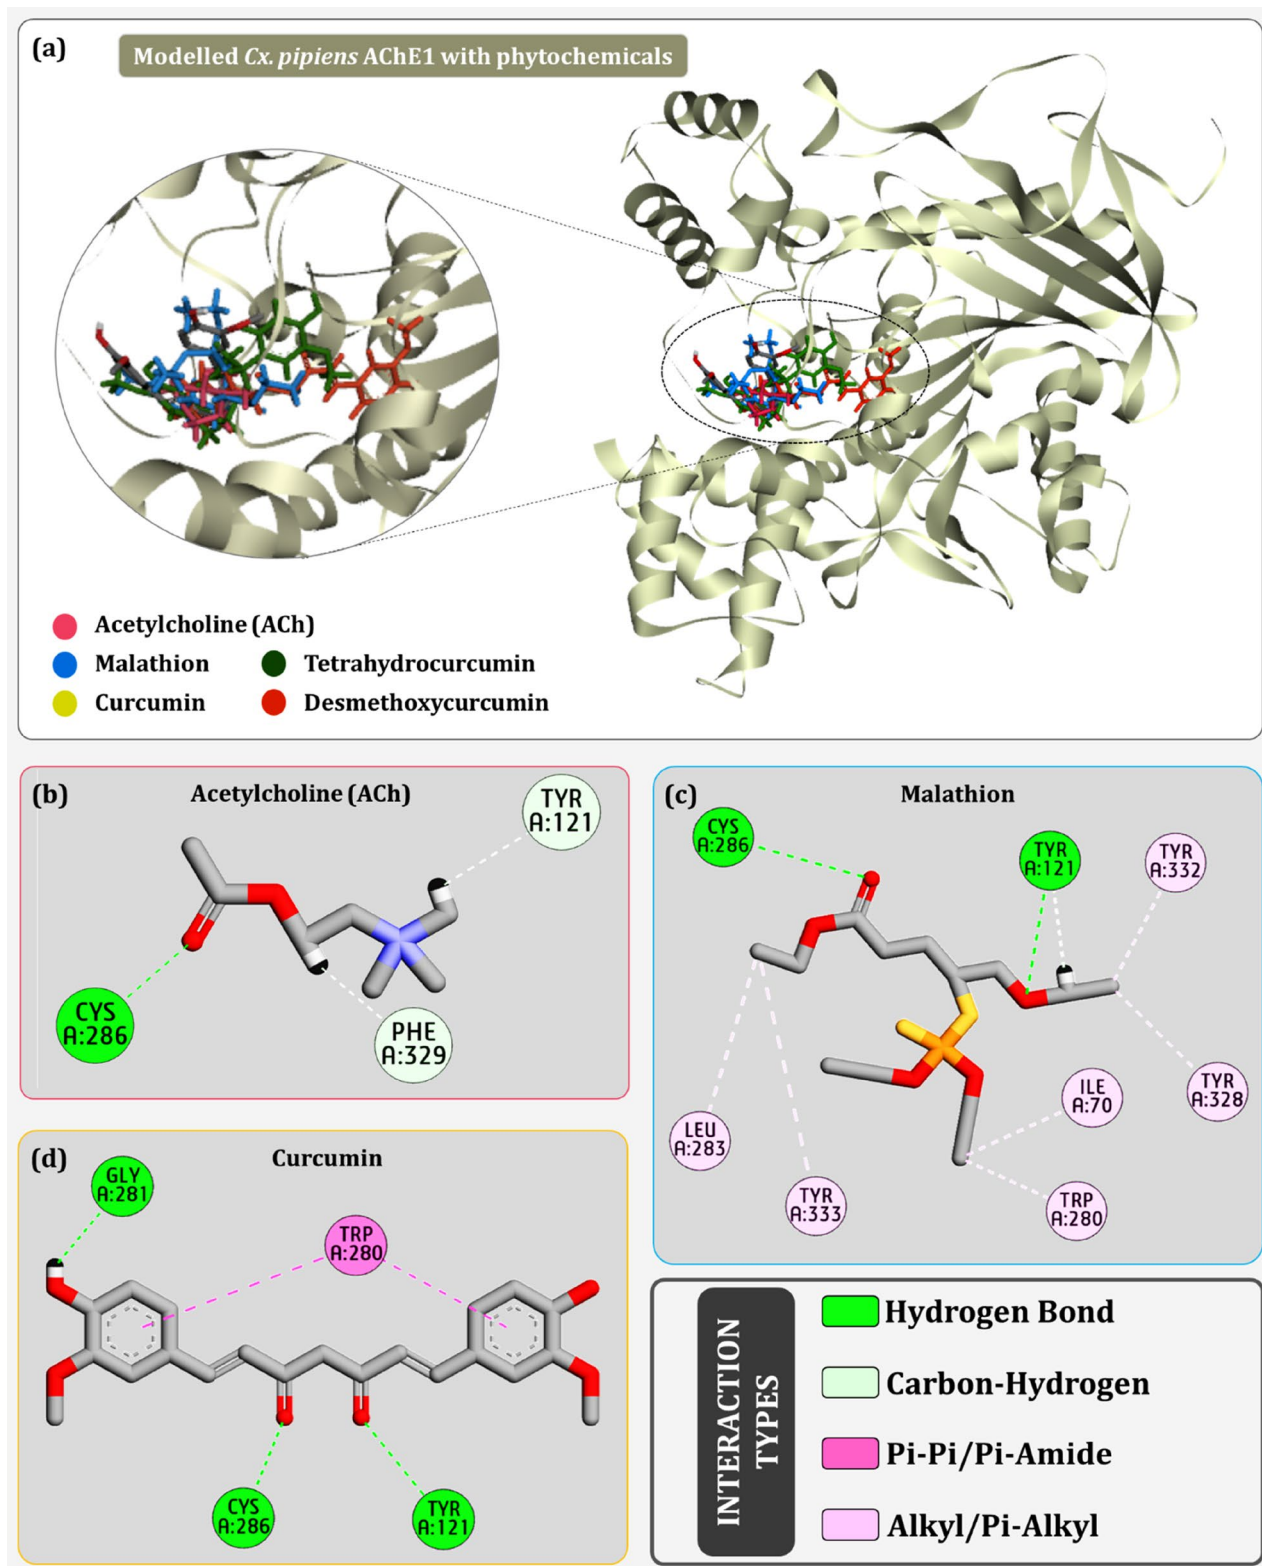 (a)
Modelled Cx. pipiens AChE1 with phytochemicals
Acetylcholine (ACh)
Malathion
Tetrahydrocurcumin
Curcumin
Desmethoxycurcumin
(b)
Acetylcholine (ACh)
TYR
A:121
CYS
A:286
PHE
A:329
(c)
Malathion
CYS
A:286
TYR
A:121
TYR
A:332
LEU
A:283
TYR
A:333
ILE
A:70
TYR
A:328
TRP
A:280
(d)
Curcumin
GLY
A:281
TRP
A:280
CYS
A:286
TYR
A:121
INTERACTION
TYPES
Hydrogen Bond
Carbon-Hydrogen
Pi-Pi/Pi-Amide
Alkyl/Pi-Alkyl